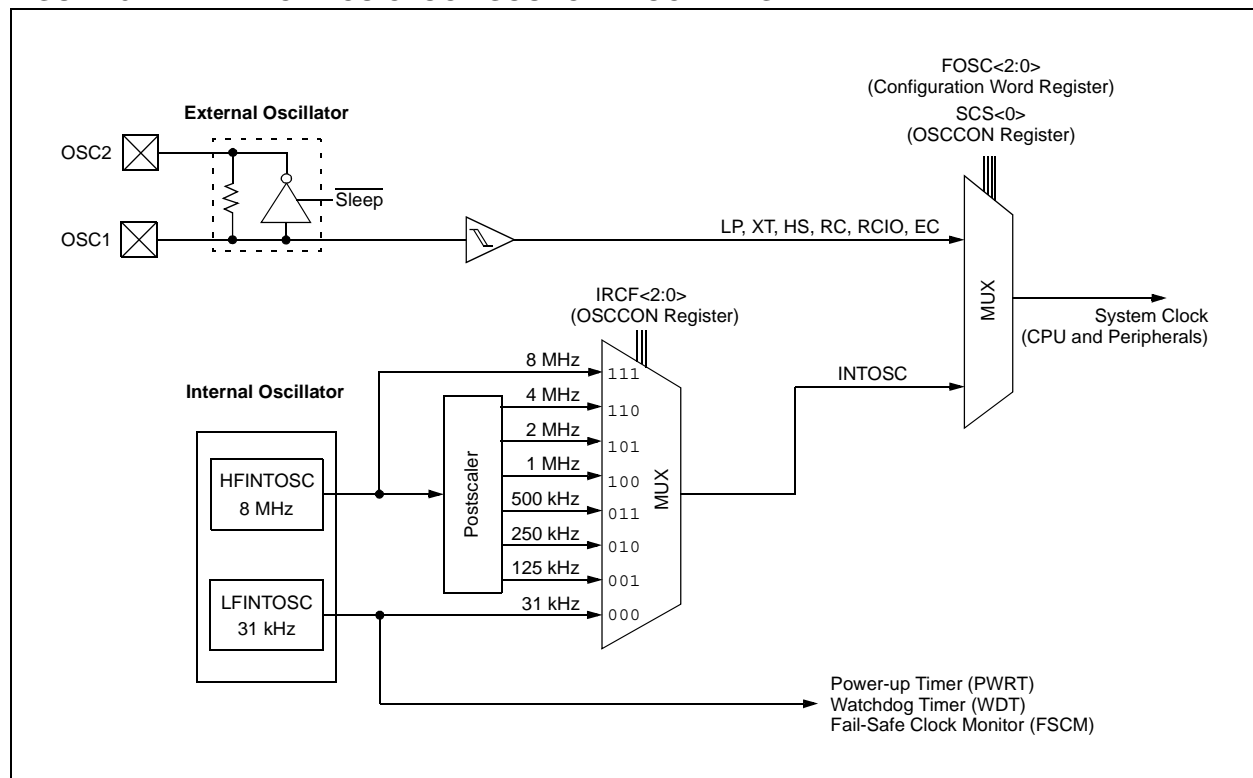 FOSC<2:0>
(Configuration Word Register)
SCS<0>
(OSCCON Register)
External Oscillator
OSC2
Sleep
OSC1
LP, XT, HS, RC, RCIO, EC
IRCF<2:0>
(OSCCON Register)
MUX
System Clock
(CPU and Peripherals)
Internal Oscillator
HFINTOSC
8 MHz
LFINTOSC
31 kHz
Postscaler
8 MHz
4 MHz
2 MHz
1 MHz
500 kHz
250 kHz
125 kHz
31 kHz
111
110
101
100
011
010
001
000
MUX
INTOSC
Power-up Timer (PWRT)
Watchdog Timer (WDT)
Fail-Safe Clock Monitor (FSCM)